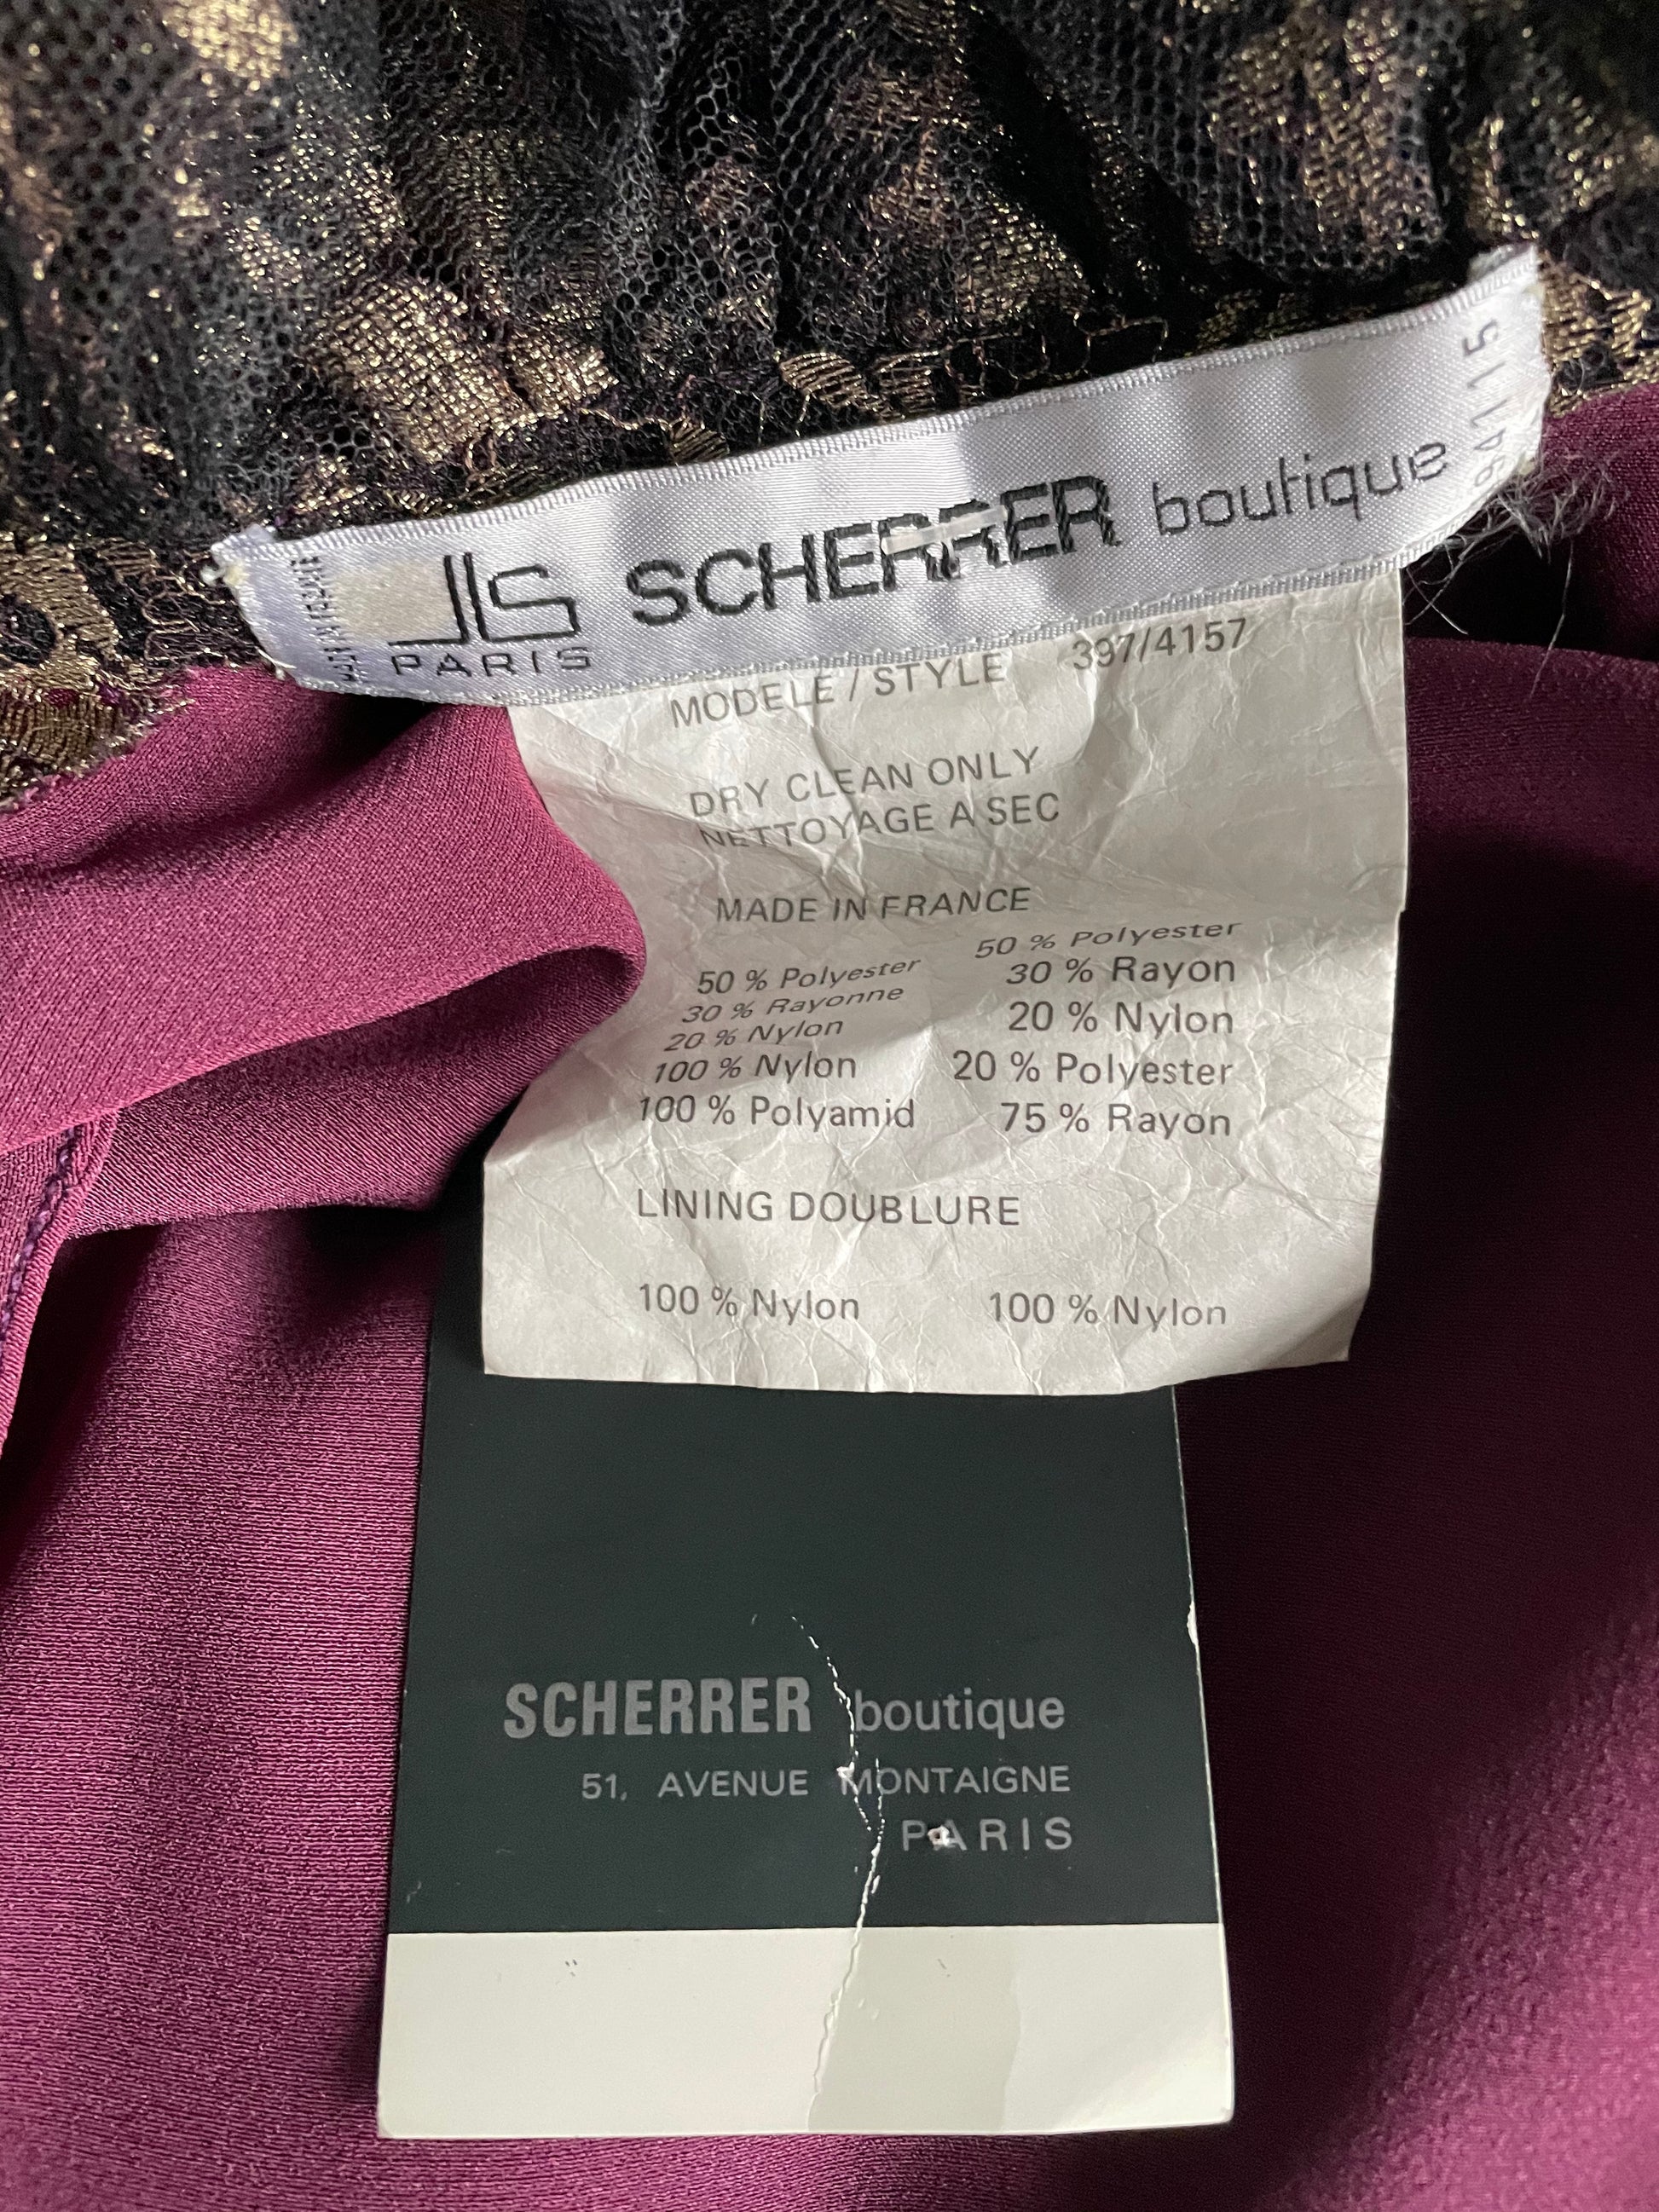 JLS SCHERRER boutique
PARIS
94115
MODELE / STYLE 397/4157
DRY CLEAN ONLY
NETTOYAGE A SEC
MADE IN FRANCE
50 % Polyester 50 % Polyester
30 % Rayonne 30 % Rayon
20 % Nylon 20 % Nylon
100 % Nylon 20 % Polyester
100 % Polyamid 75 % Rayon
LINING DOUBLURE
100 % Nylon 100 % Nylon
SCHERRER boutique
51, AVENUE MONTAIGNE
PARIS